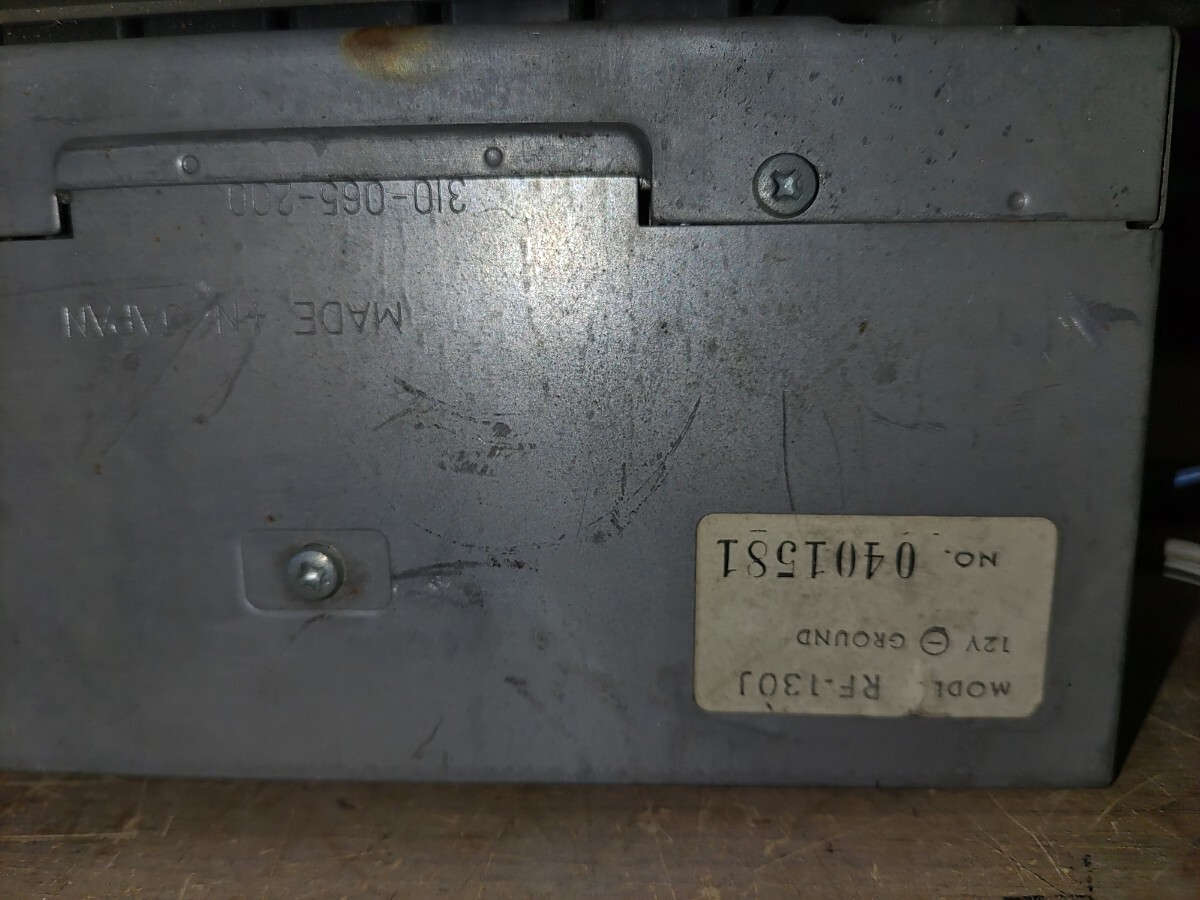 MODEL RF-130J
12V ⊖ GROUND
NO. 0401581
MADE IN JAPAN
310-065-200